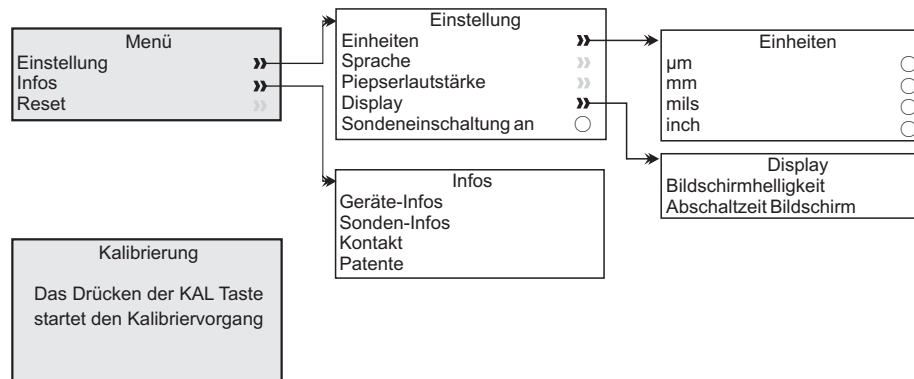 Menü
Einstellung
Infos
Reset
Einstellung
Einheiten
Sprache
Piepserlautstärke
Display
Sondeneinschaltung an
Einheiten
µm
mm
mils
inch
Display
Bildschirmhelligkeit
Abschaltzeit Bildschirm
Infos
Geräte-Infos
Sonden-Infos
Kontakt
Patente
Kalibrierung
Das Drücken der KAL Taste
startet den Kalibriervorgang